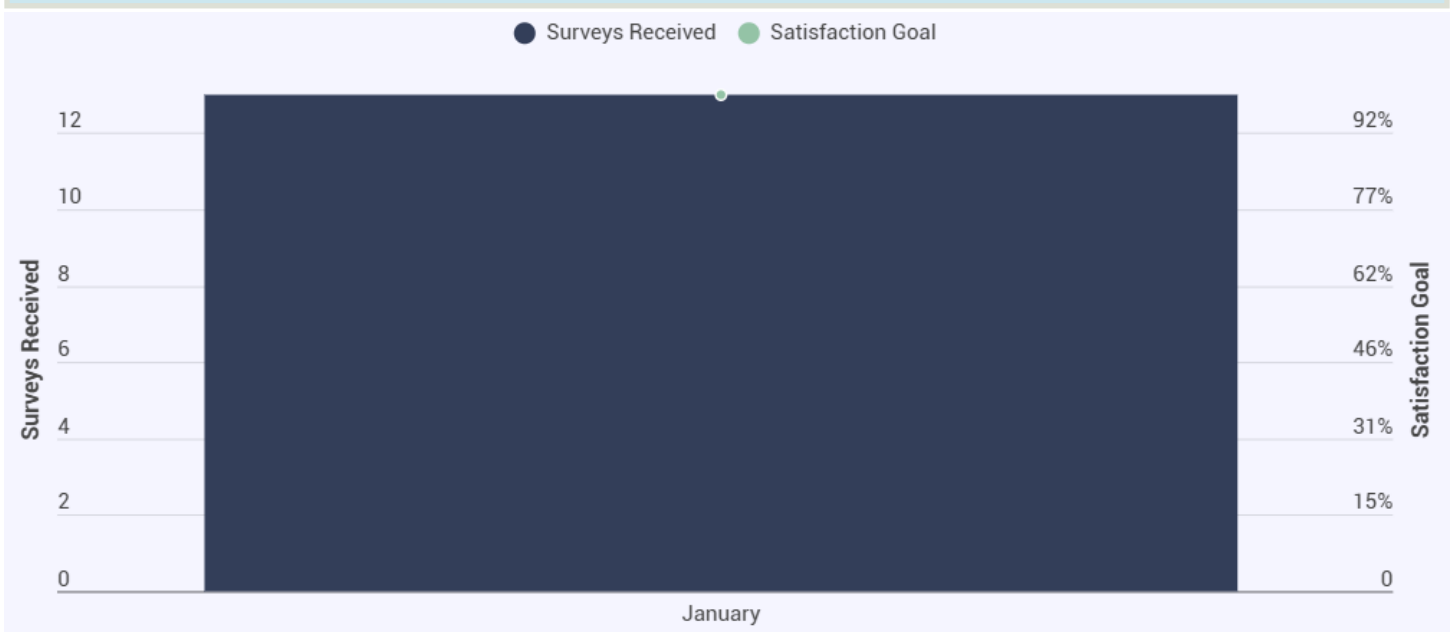 Surveys Received Satisfaction Goal
12 92%
10 77%
8 62%
6 46%
4 31%
2 15%
0 0
Surveys Received
Satisfaction Goal
January